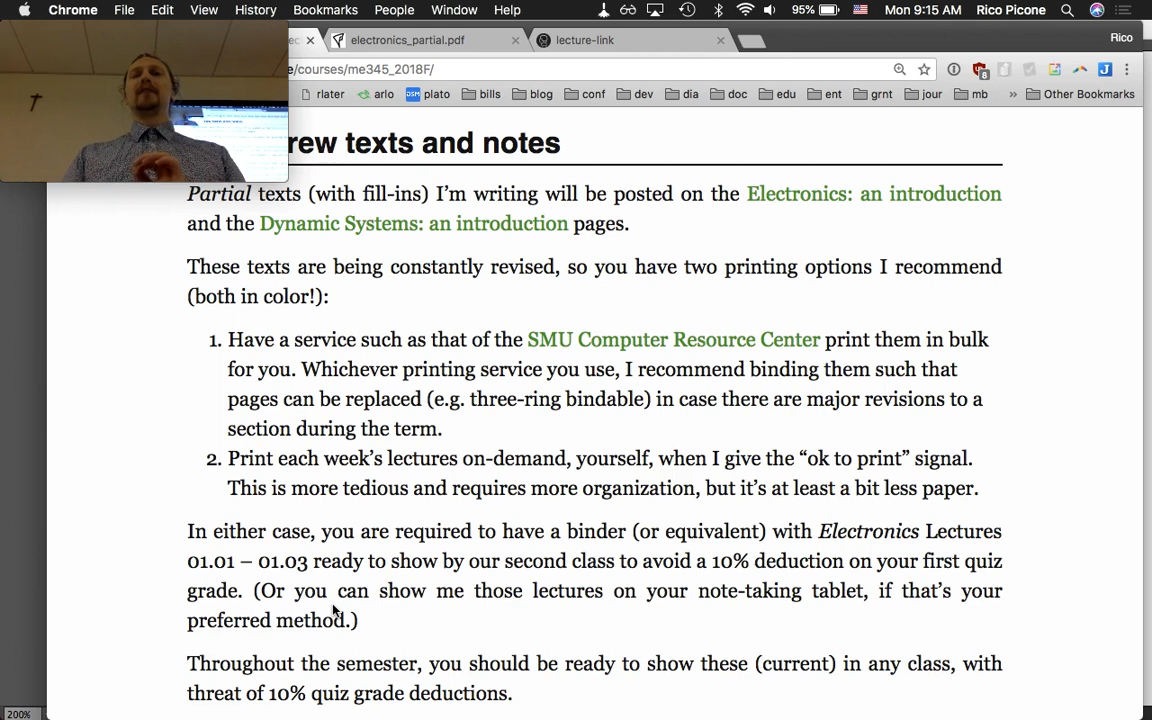 Chrome File Edit View History Bookmarks People Window Help 95% Mon 9:15 AM Rico Picone
electronics_partial.pdf lecture-link Rico
e/courses/me345_2018F/ 8
rlater arlo DSM plato bills blog conf dev dia edu ent grnt jour mb » Other Bookmarks
rew texts and notes
Partial texts (with fill-ins) I’m writing will be posted on the Electronics: an introduction
and the Dynamic Systems: an introduction pages.
These texts are being constantly revised, so you have two printing options I recommend
(both in color!):
1. Have a service such as that of the SMU Computer Resource Center print them in bulk
for you. Whichever printing service you use, I recommend binding them such that
pages can be replaced (e.g. three-ring bindable) in case there are major revisions to a
section during the term.
2. Print each week’s lectures on-demand, yourself, when I give the “ok to print” signal.
This is more tedious and requires more organization, but it’s at least a bit less paper.
In either case, you are required to have a binder (or equivalent) with Electronics Lectures
01.01 – 01.03 ready to show by our second class to avoid a 10% deduction on your first quiz
grade. (Or you can show me those lectures on your note-taking tablet, if that’s your
preferred method.)
Throughout the semester, you should be ready to show these (current) in any class, with
threat of 10% quiz grade deductions.
200%